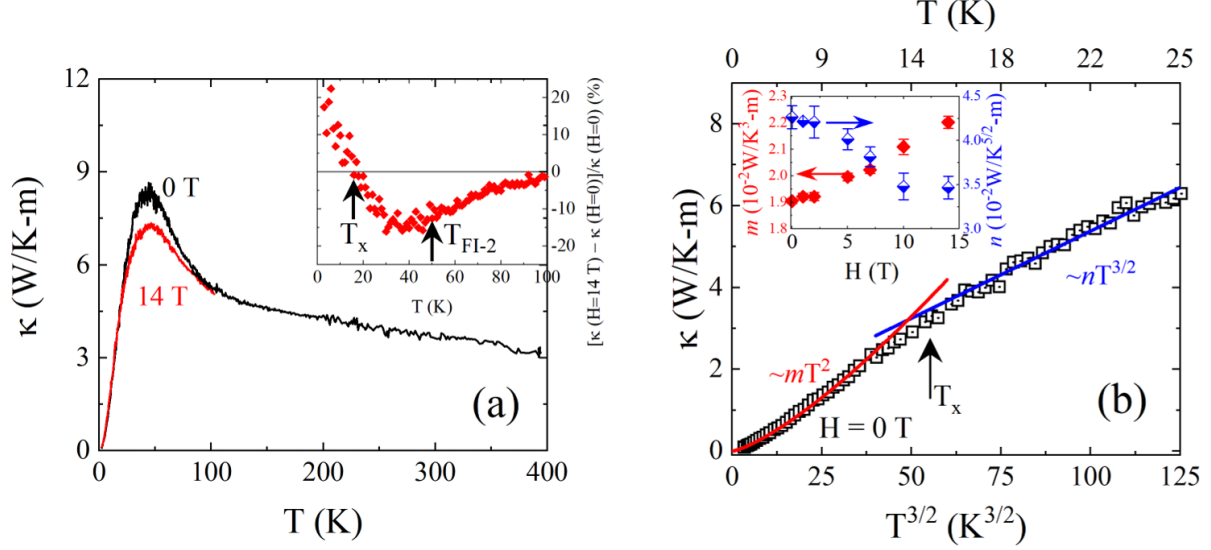 12
9
6
3
0
κ (W/K-m)
0 T
14 T
(a)
0
100
200
300
400
T (K)
20
10
0
-10
-20
[κ (H=14 T) − κ (H=0)]/κ (H=0) (%)
T_x
T_FI-2
0
20
40
60
80
100
T (K)
T (K)
0
9
14
18
22
25
8
6
4
2
0
κ (W/K-m)
2.3
2.2
2.1
2.0
1.9
1.8
m (10^-2 W/K^3-m)
4.5
4.0
3.5
3.0
n (10^-2 W/K^5/2-m)
0
5
10
15
H (T)
~nT^3/2
~mT^2
T_x
H = 0 T
(b)
0
25
50
75
100
125
T^3/2 (K^3/2)